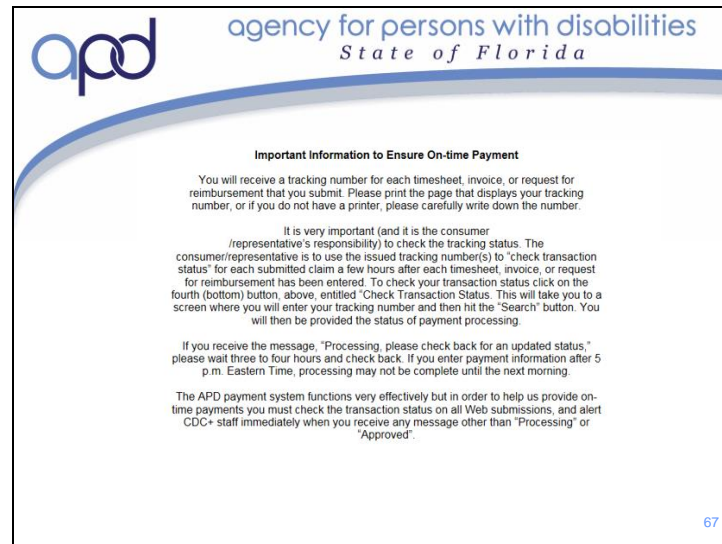 apd
agency for persons with disabilities
State of Florida
Important Information to Ensure On-time Payment
You will receive a tracking number for each timesheet, invoice, or request for
reimbursement that you submit. Please print the page that displays your tracking
number, or if you do not have a printer, please carefully write down the number.
It is very important (and it is the consumer
/representative's responsibility) to check the tracking status. The
consumer/representative is to use the issued tracking number(s) to "check transaction
status" for each submitted claim a few hours after each timesheet, invoice, or request
for reimbursement has been entered. To check your transaction status click on the
fourth (bottom) button, above, entitled "Check Transaction Status. This will take you to a
screen where you will enter your tracking number and then hit the "Search" button. You
will then be provided the status of payment processing.
If you receive the message, "Processing, please check back for an updated status,"
please wait three to four hours and check back. If you enter payment information after 5
p.m. Eastern Time, processing may not be complete until the next morning.
The APD payment system functions very effectively but in order to help us provide on-
time payments you must check the transaction status on all Web submissions, and alert
CDC+ staff immediately when you receive any message other than "Processing" or
"Approved".
67